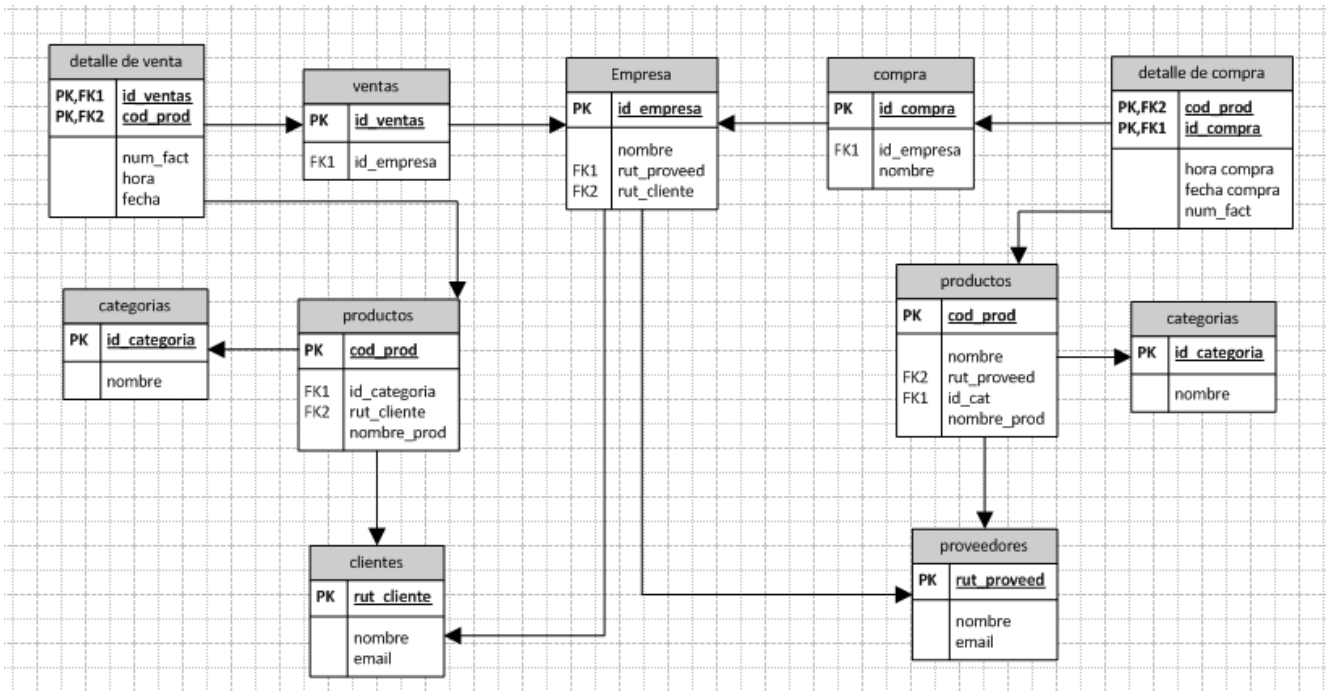 detalle de venta
PK,FK1 id_ventas
PK,FK2 cod_prod
num_fact
hora
fecha
ventas
PK id_ventas
FK1 id_empresa
Empresa
PK id_empresa
nombre
FK1 rut_proveed
FK2 rut_cliente
compra
PK id_compra
FK1 id_empresa
nombre
detalle de compra
PK,FK2 cod_prod
PK,FK1 id_compra
hora compra
fecha compra
num_fact
categorias
PK id_categoria
nombre
productos
PK cod_prod
FK1 id_categoria
FK2 rut_cliente
nombre_prod
productos
PK cod_prod
nombre
FK2 rut_proveed
FK1 id_cat
nombre_prod
categorias
PK id_categoria
nombre
clientes
PK rut_cliente
nombre
email
proveedores
PK rut_proveed
nombre
email